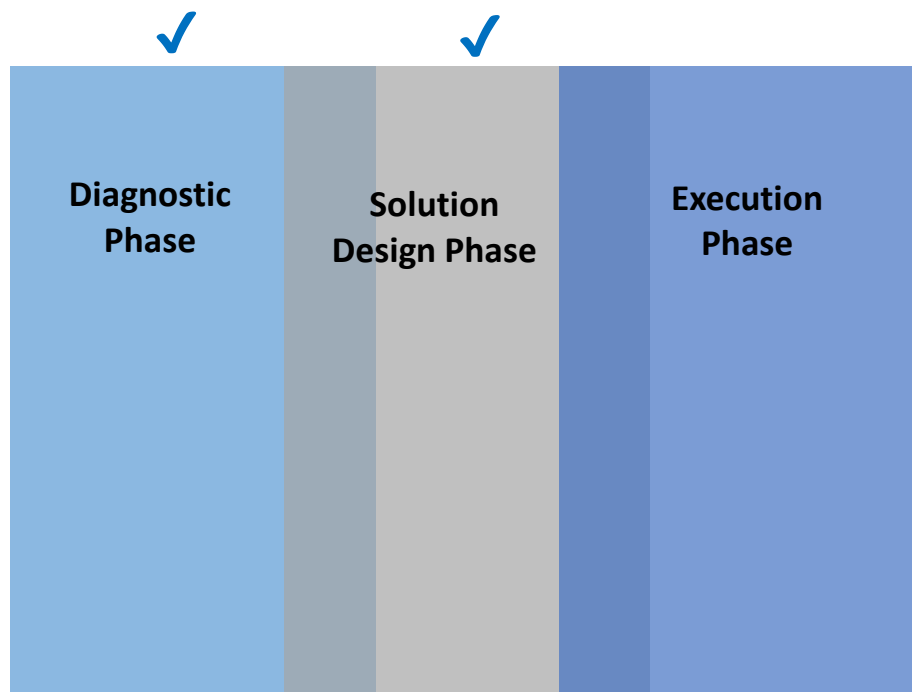 Diagnostic
Phase
Solution
Design Phase
Execution
Phase